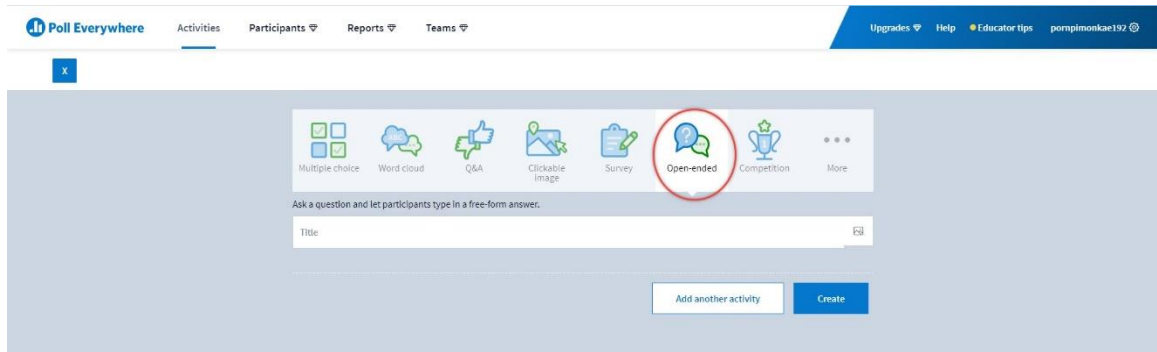 Poll Everywhere Activities Participants Reports Teams Upgrades Help Educator tips pornpimonkae192
X
Multiple choice Word cloud Q&A Clickable image Survey Open-ended Competition More
Ask a question and let participants type in a free-form answer.
Title
Add another activity Create